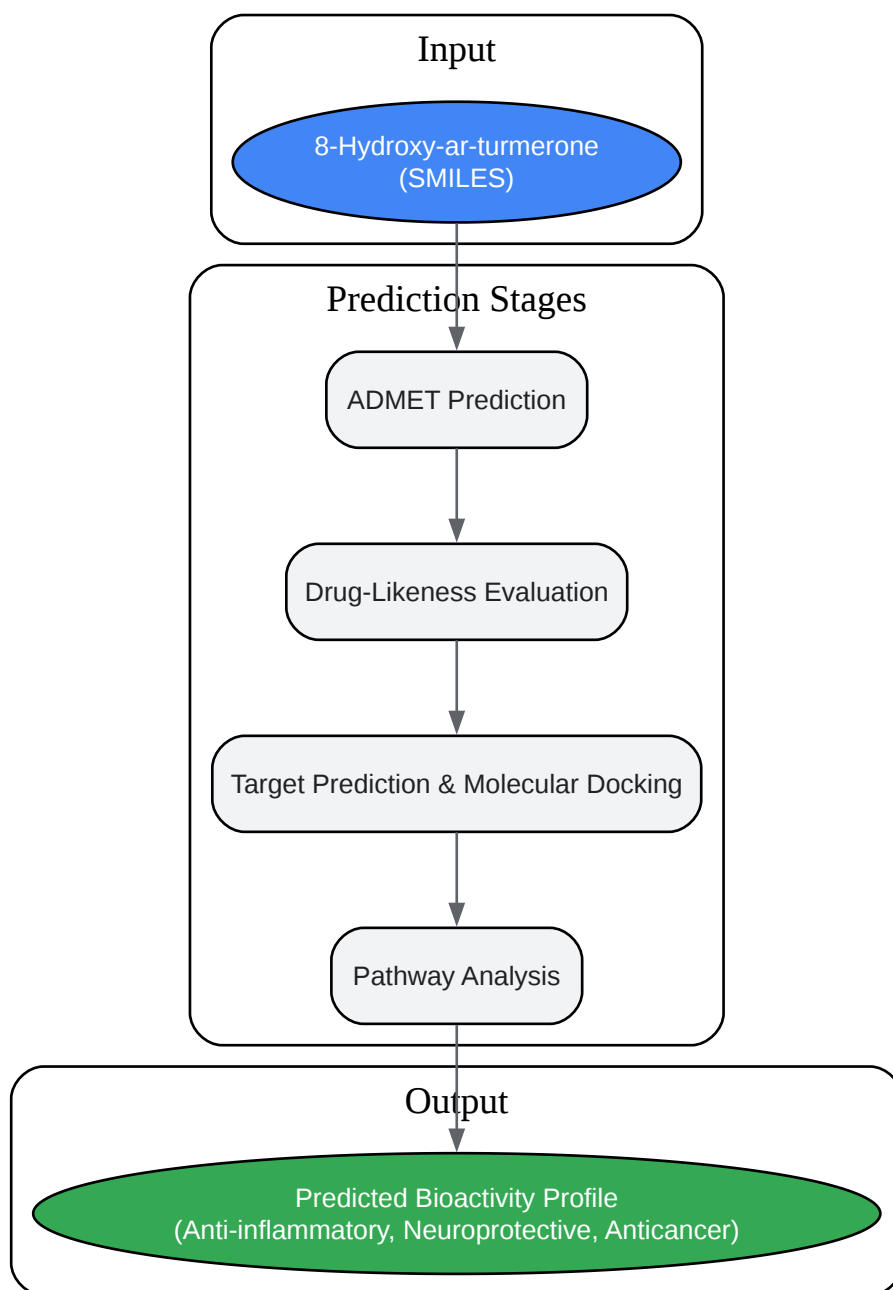 Input
8-Hydroxy-ar-turmerone
(SMILES)
Prediction Stages
ADMET Prediction
Drug-Likeness Evaluation
Target Prediction & Molecular Docking
Pathway Analysis
Output
Predicted Bioactivity Profile
(Anti-inflammatory, Neuroprotective, Anticancer)